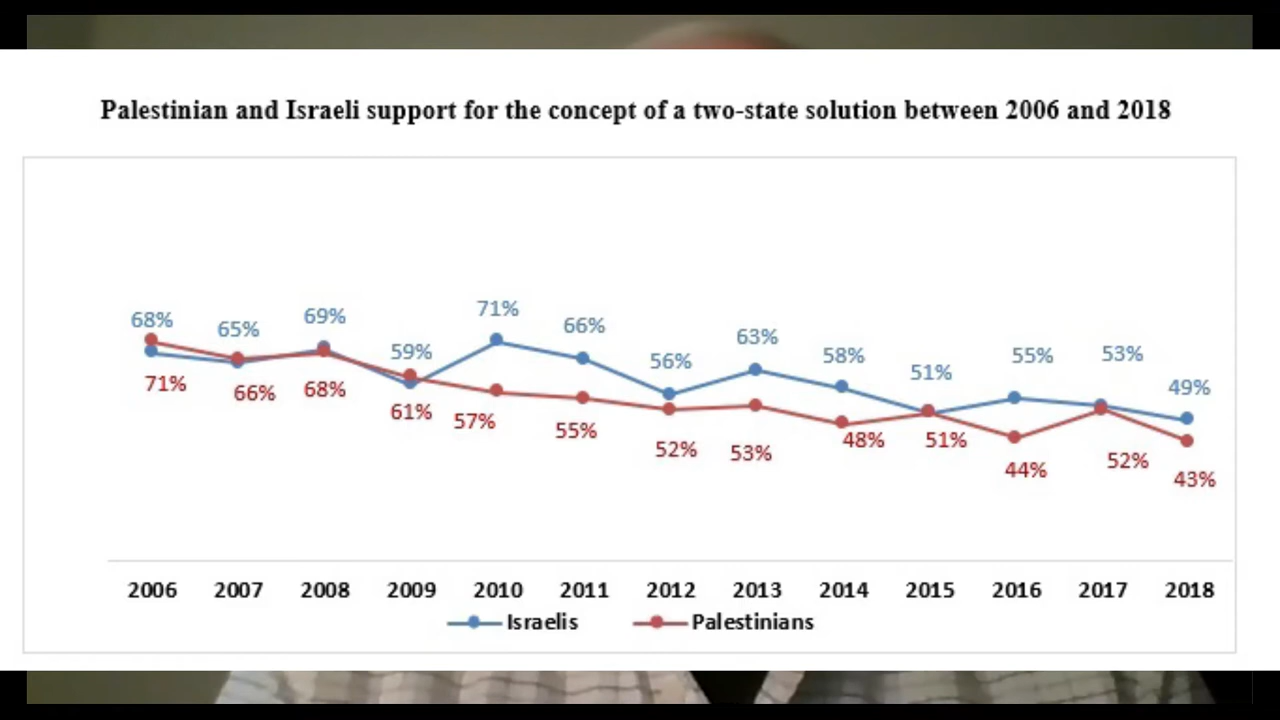 Palestinian and Israeli support for the concept of a two-state solution between 2006 and 2018
68% 65% 69% 59% 71% 66% 56% 63% 58% 51% 55% 53% 49%
71% 66% 68% 61% 57% 55% 52% 53% 48% 51% 44% 52% 43%
2006 2007 2008 2009 2010 2011 2012 2013 2014 2015 2016 2017 2018
Israelis Palestinians